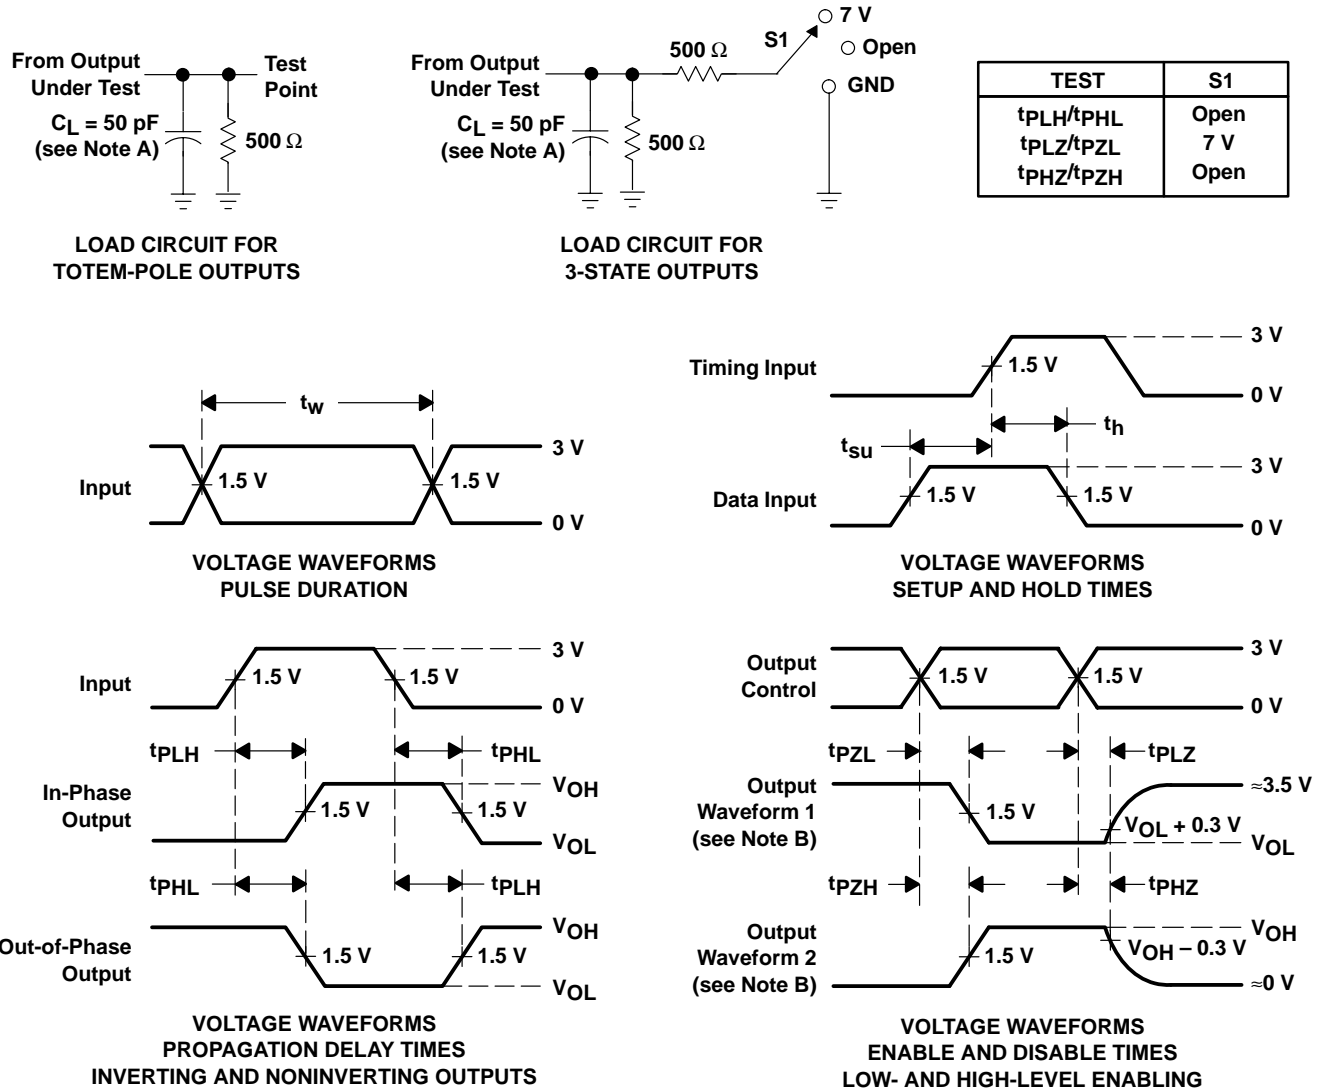 From Output
Under Test
Test
Point
CL = 50 pF
(see Note A)
500 Ω
LOAD CIRCUIT FOR
TOTEM-POLE OUTPUTS
From Output
Under Test
500 Ω
S1
7 V
Open
GND
CL = 50 pF
(see Note A)
500 Ω
LOAD CIRCUIT FOR
3-STATE OUTPUTS
TEST S1
tPLH/tPHL Open
tPLZ/tPZL 7 V
tPHZ/tPZH Open
tw
Input
1.5 V
1.5 V
3 V
0 V
VOLTAGE WAVEFORMS
PULSE DURATION
Timing Input
1.5 V
3 V
0 V
th
tsu
Data Input
1.5 V
1.5 V
3 V
0 V
VOLTAGE WAVEFORMS
SETUP AND HOLD TIMES
Input
1.5 V
1.5 V
3 V
0 V
tPLH
tPHL
In-Phase
Output
1.5 V
1.5 V
VOH
VOL
tPHL
tPLH
Out-of-Phase
Output
1.5 V
1.5 V
VOH
VOL
VOLTAGE WAVEFORMS
PROPAGATION DELAY TIMES
INVERTING AND NONINVERTING OUTPUTS
Output
Control
1.5 V
1.5 V
3 V
0 V
tPZL
tPLZ
Output
Waveform 1
(see Note B)
1.5 V
VOL + 0.3 V
≈3.5 V
VOL
tPZH
tPHZ
Output
Waveform 2
(see Note B)
1.5 V
VOH − 0.3 V
VOH
≈0 V
VOLTAGE WAVEFORMS
ENABLE AND DISABLE TIMES
LOW- AND HIGH-LEVEL ENABLING